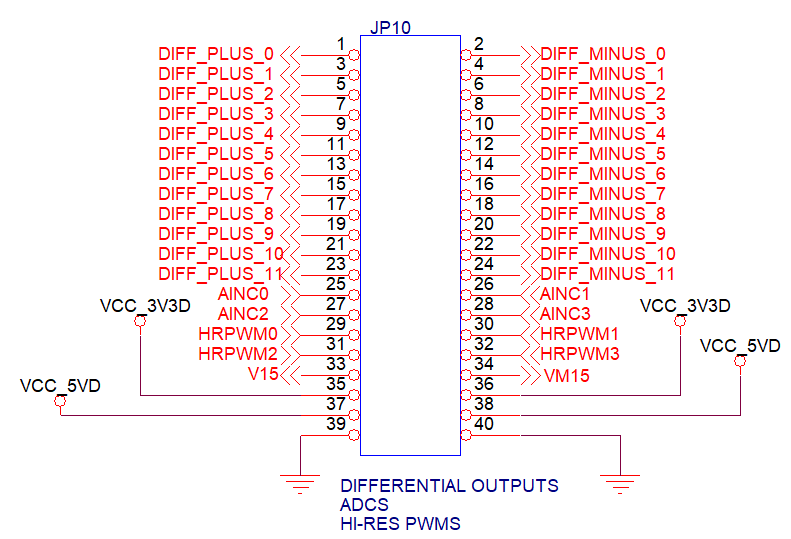 JP10
DIFF_PLUS_0 1 2 DIFF_MINUS_0
DIFF_PLUS_1 3 4 DIFF_MINUS_1
DIFF_PLUS_2 5 6 DIFF_MINUS_2
DIFF_PLUS_3 7 8 DIFF_MINUS_3
DIFF_PLUS_4 9 10 DIFF_MINUS_4
DIFF_PLUS_5 11 12 DIFF_MINUS_5
DIFF_PLUS_6 13 14 DIFF_MINUS_6
DIFF_PLUS_7 15 16 DIFF_MINUS_7
DIFF_PLUS_8 17 18 DIFF_MINUS_8
DIFF_PLUS_9 19 20 DIFF_MINUS_9
DIFF_PLUS_10 21 22 DIFF_MINUS_10
DIFF_PLUS_11 23 24 DIFF_MINUS_11
AINC0 25 26 AINC1
VCC_3V3D AINC2 27 28 AINC3 VCC_3V3D
HRPWM0 29 30 HRPWM1
HRPWM2 31 32 HRPWM3 VCC_5VD
V15 33 34 VM15
VCC_5VD 35 36
37 38
39 40
DIFFERENTIAL OUTPUTS
ADCS
HI-RES PWMS